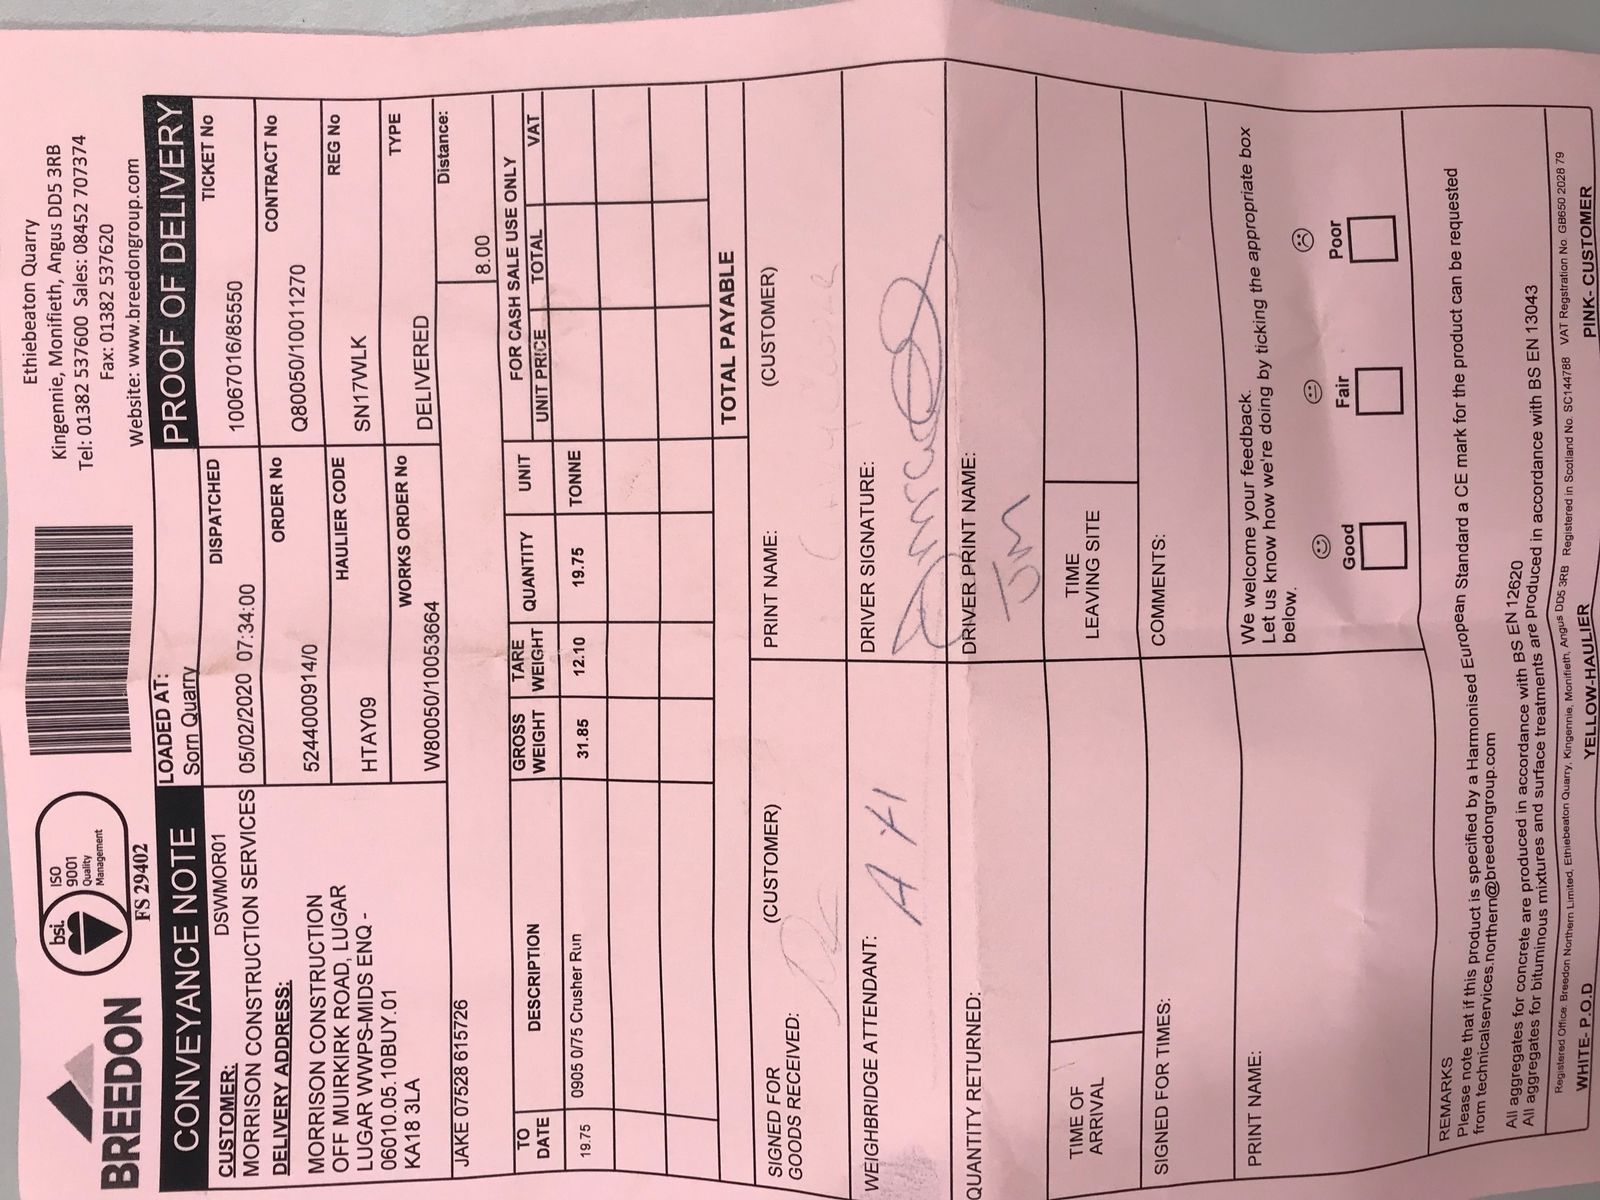 BREEDON
bsi.
ISO
9001
Quality
Management
FS 29402
Ethiebeaton Quarry
Kingennie, Monifieth, Angus DD5 3RB
Tel: 01382 537600 Sales: 08452 707374
Fax: 01382 537620
Website: www.breedongroup.com
CONVEYANCE NOTE
LOADED AT:
Sorn Quarry
PROOF OF DELIVERY
CUSTOMER: DSW/MOR01
MORRISON CONSTRUCTION SERVICES
DELIVERY ADDRESS:
MORRISON CONSTRUCTION
OFF MUIRKIRK ROAD, LUGAR
LUGAR WWPS-MIDS ENQ -
06010.05.10BUY.01
KA18 3LA
DISPATCHED
05/02/2020 07:34:00
TICKET No
10067016/85550
ORDER No
5244000914/0
CONTRACT No
Q80050/10011270
HAULIER CODE
HTAY09
REG No
SN17WLK
WORKS ORDER No
W80050/10053664
TYPE
DELIVERED
JAKE 07528 615726
Distance:
8.00
TO DATE DESCRIPTION GROSS WEIGHT TARE WEIGHT QUANTITY UNIT
FOR CASH SALE USE ONLY
UNIT PRICE TOTAL VAT
19.75 0905 0/75 Crusher Run 31.85 12.10 19.75 TONNE
TOTAL PAYABLE
SIGNED FOR (CUSTOMER)
GOODS RECEIVED:
PRINT NAME: (CUSTOMER)
WEIGHBRIDGE ATTENDANT:
A H
DRIVER SIGNATURE:
QUANTITY RETURNED:
DRIVER PRINT NAME:
Jim
TIME OF
ARRIVAL
TIME
LEAVING SITE
SIGNED FOR TIMES:
COMMENTS:
PRINT NAME:
We welcome your feedback.
Let us know how we're doing by ticking the appropriate box
below.
Good Fair Poor
REMARKS
Please note that if this product is specified by a Harmonised European Standard a CE mark for the product can be requested
from technicalservices.northern@breedongroup.com
All aggregates for concrete are produced in accordance with BS EN 12620
All aggregates for bituminous mixtures and surface treatments are Produced in accordance with BS EN 13043
Registered Office: Breedon Northern Limited, Ethiebeaton Quarry, Kingennie, Monifieth, Angus DD5 3RB Registered in Scotland No. SC144788 VAT Regstration No. GB650 2028 79
WHITE- P.O.D YELLOW-HAULIER PINK- CUSTOMER